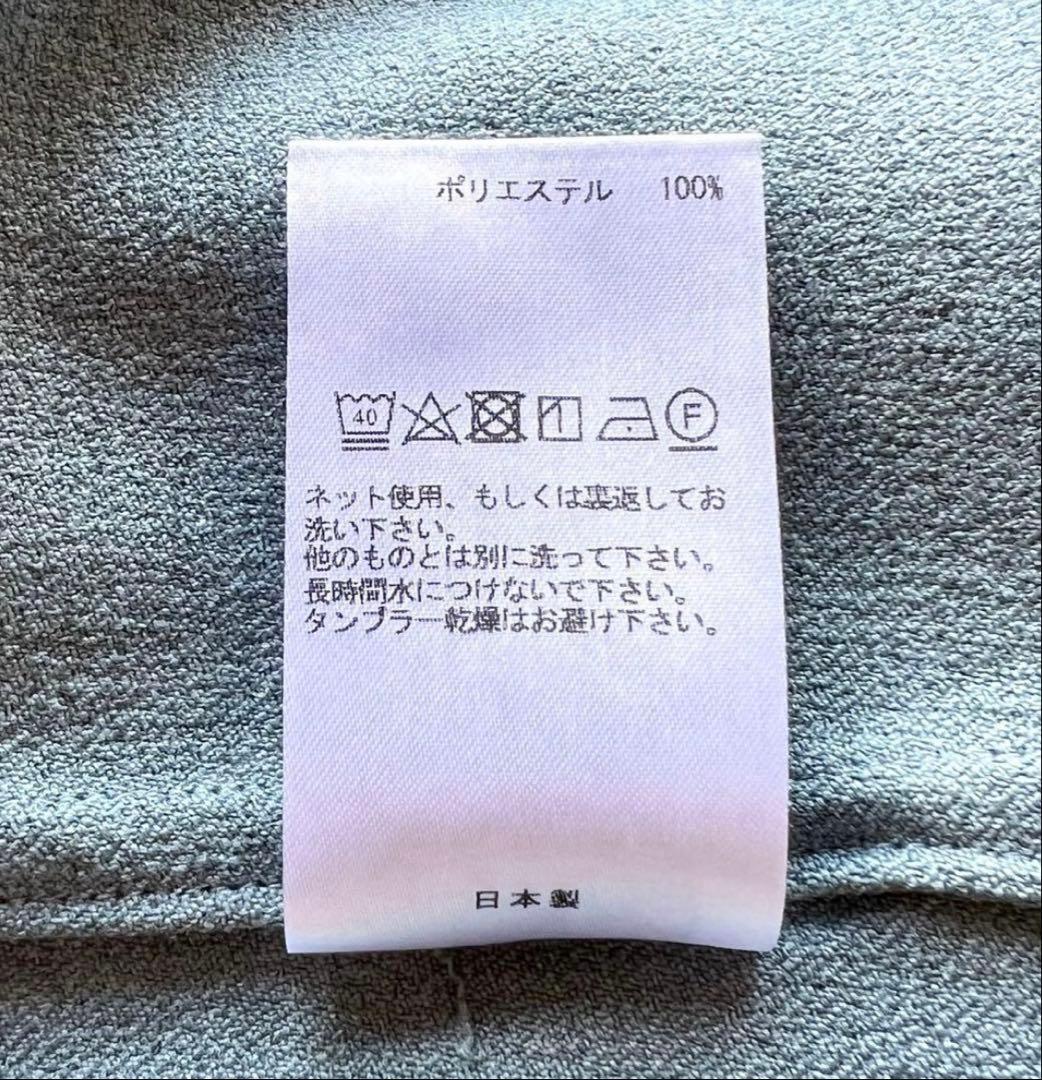 ポリエステル 100%
40 F
ネット使用、もしくは裏返してお
洗い下さい。
他のものとは別に洗って下さい。
長時間水につけないで下さい。
タンブラー乾燥はお避け下さい。
日本製